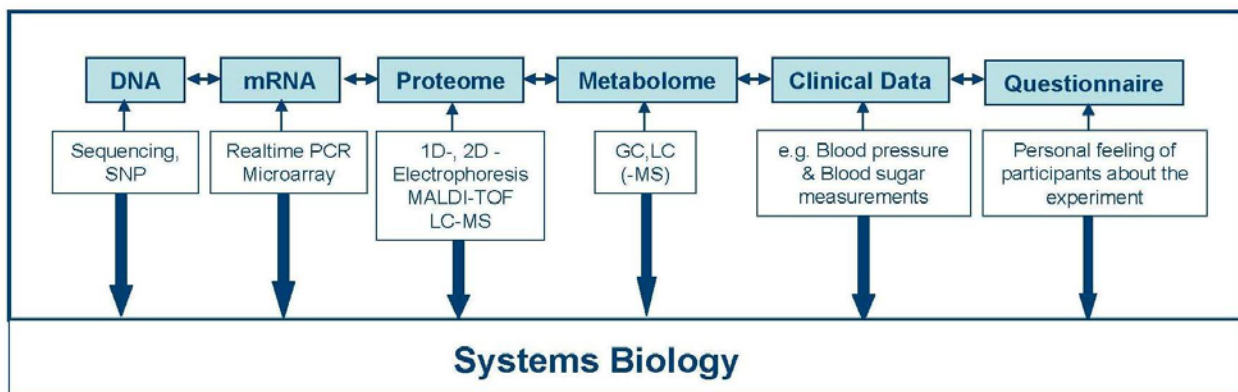 DNA
mRNA
Proteome
Metabolome
Clinical Data
Questionnaire
Sequencing,
SNP
Realtime PCR
Microarray
1D-, 2D -
Electrophoresis
MALDI-TOF
LC-MS
GC,LC
(-MS)
e.g. Blood pressure
& Blood sugar
measurements
Personal feeling of
participants about the
experiment
Systems Biology